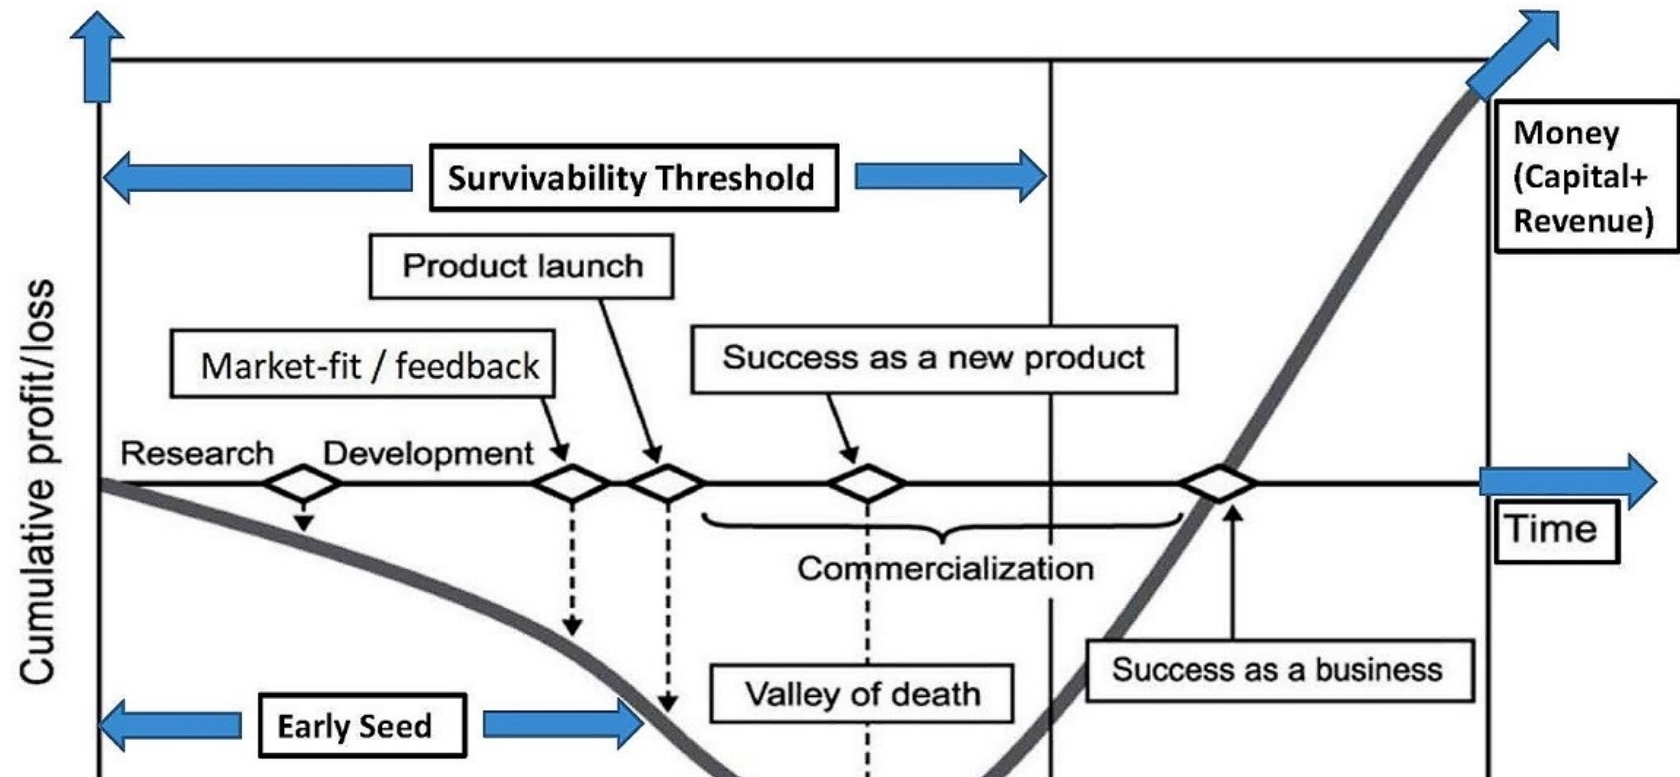 Survivability Threshold
Money
(Capital+
Revenue)
Product launch
Market-fit / feedback
Success as a new product
Cumulative profit/loss
Research
Development
Time
Commercialization
Success as a business
Valley of death
Early Seed